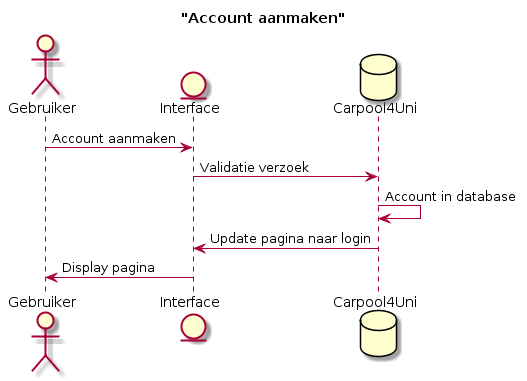 "Account aanmaken"
Gebruiker
Interface
Carpool4Uni
Account aanmaken
Validatie verzoek
Account in database
Update pagina naar login
Display pagina
Gebruiker
Interface
Carpool4Uni